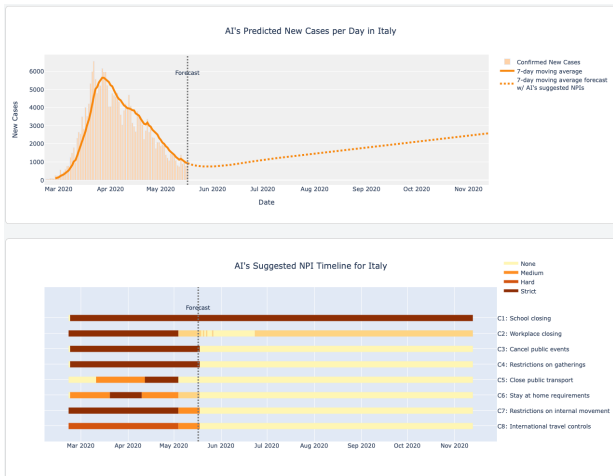 AI's Predicted New Cases per Day in Italy
Confirmed New Cases
7-day moving average
7-day moving average forecast
w/ AI's suggested NPIs
Forecast
New Cases
6000
5000
4000
3000
2000
1000
0
Mar 2020 Apr 2020 May 2020 Jun 2020 Jul 2020 Aug 2020 Sep 2020 Oct 2020 Nov 2020
Date
AI's Suggested NPI Timeline for Italy
None
Medium
Hard
Strict
Forecast
C1: School closing
C2: Workplace closing
C3: Cancel public events
C4: Restrictions on gatherings
C5: Close public transport
C6: Stay at home requirements
C7: Restrictions on internal movement
C8: International travel controls
Mar 2020 Apr 2020 May 2020 Jun 2020 Jul 2020 Aug 2020 Sep 2020 Oct 2020 Nov 2020